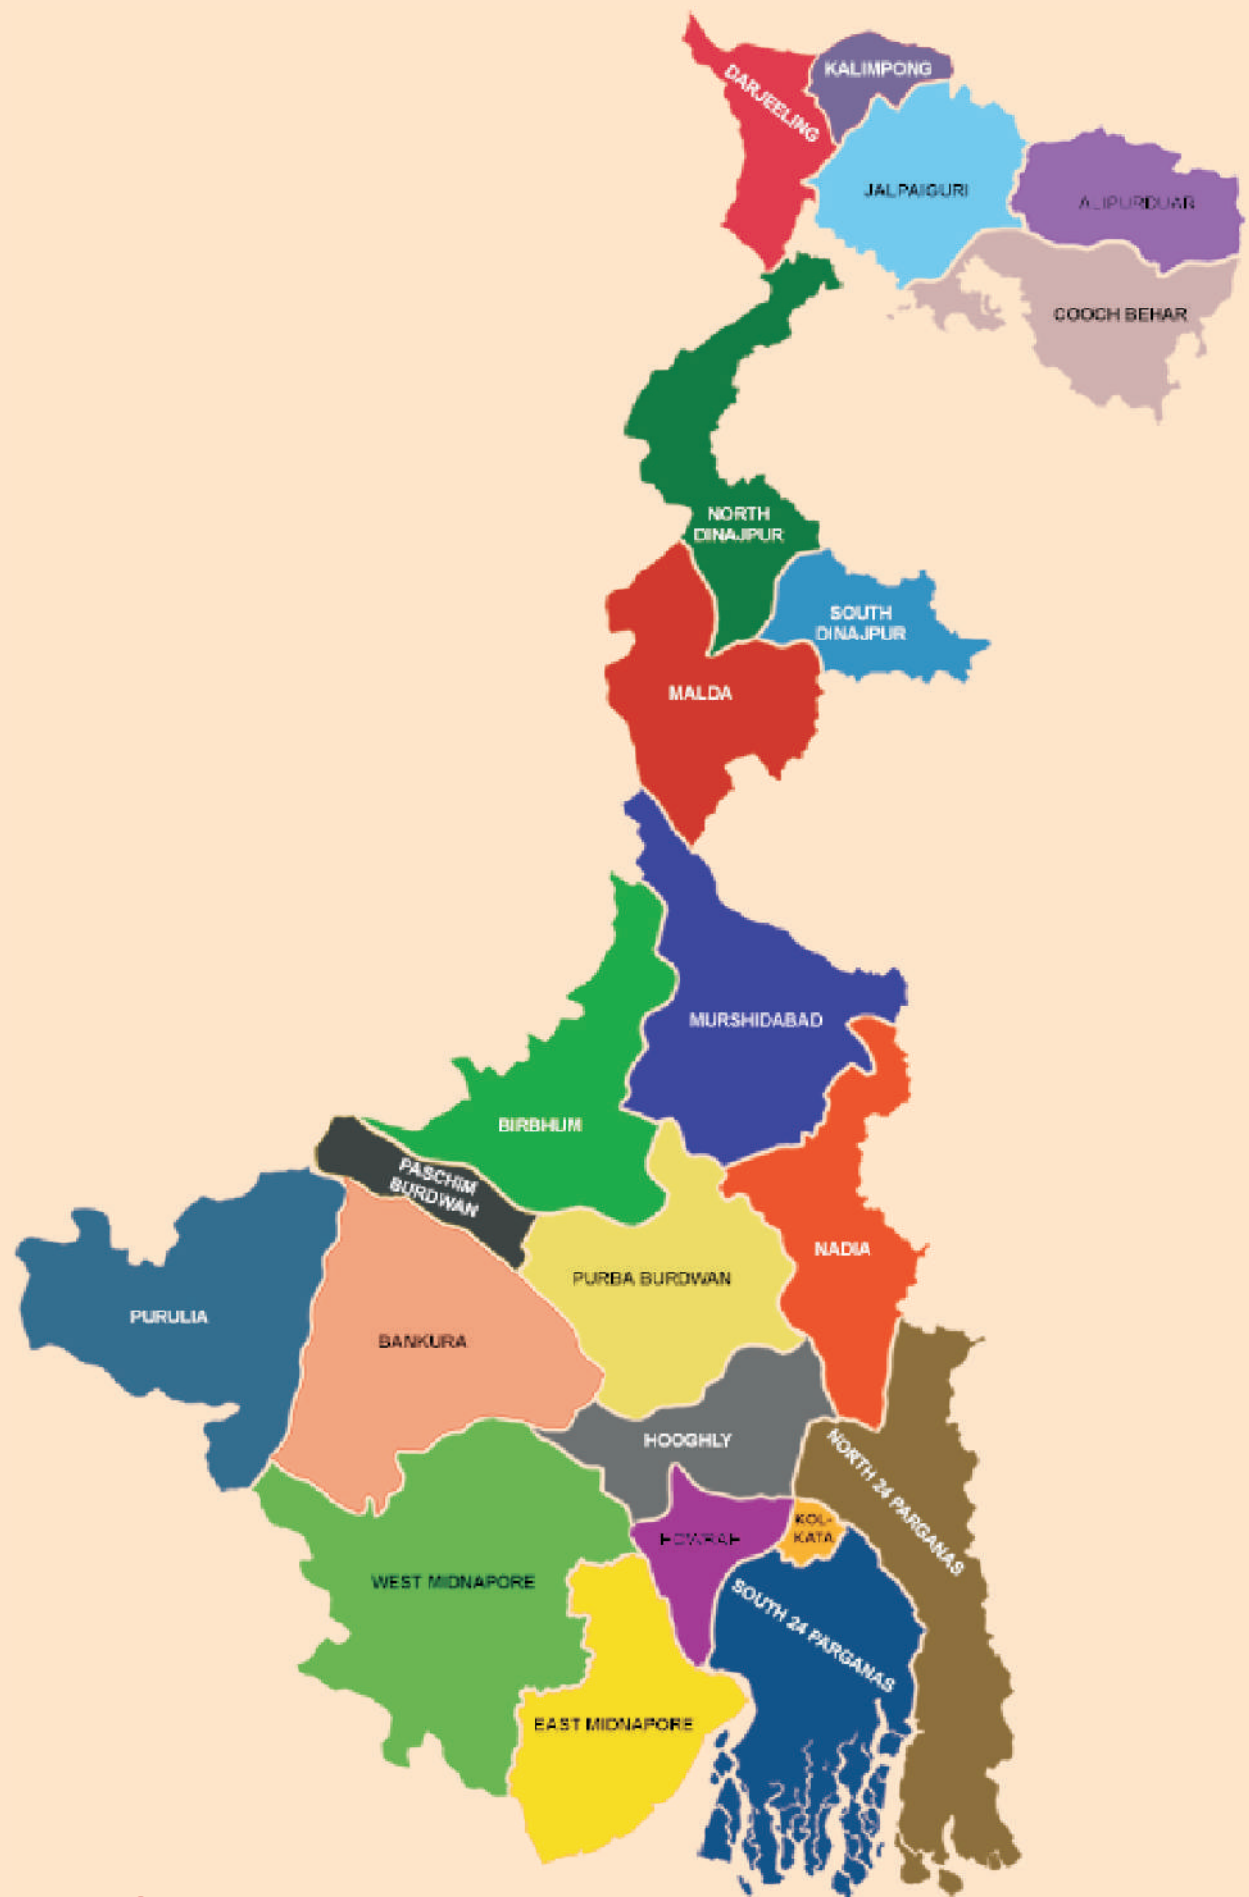 DARJEELING
KALIMPONG
JALPAIGURI
ALIPURDUAR
COOCH BEHAR
NORTH
DINAJPUR
SOUTH
DINAJPUR
MALDA
MURSHIDABAD
BIRBHUM
PASCHIM
BURDWAN
NADIA
PURBA BURDWAN
PURULIA
BANKURA
HOOGHLY
NORTH 24 PARGANAS
KOL-
KATA
HOWRAH
WEST MIDNAPORE
SOUTH 24 PARGANAS
EAST MIDNAPORE